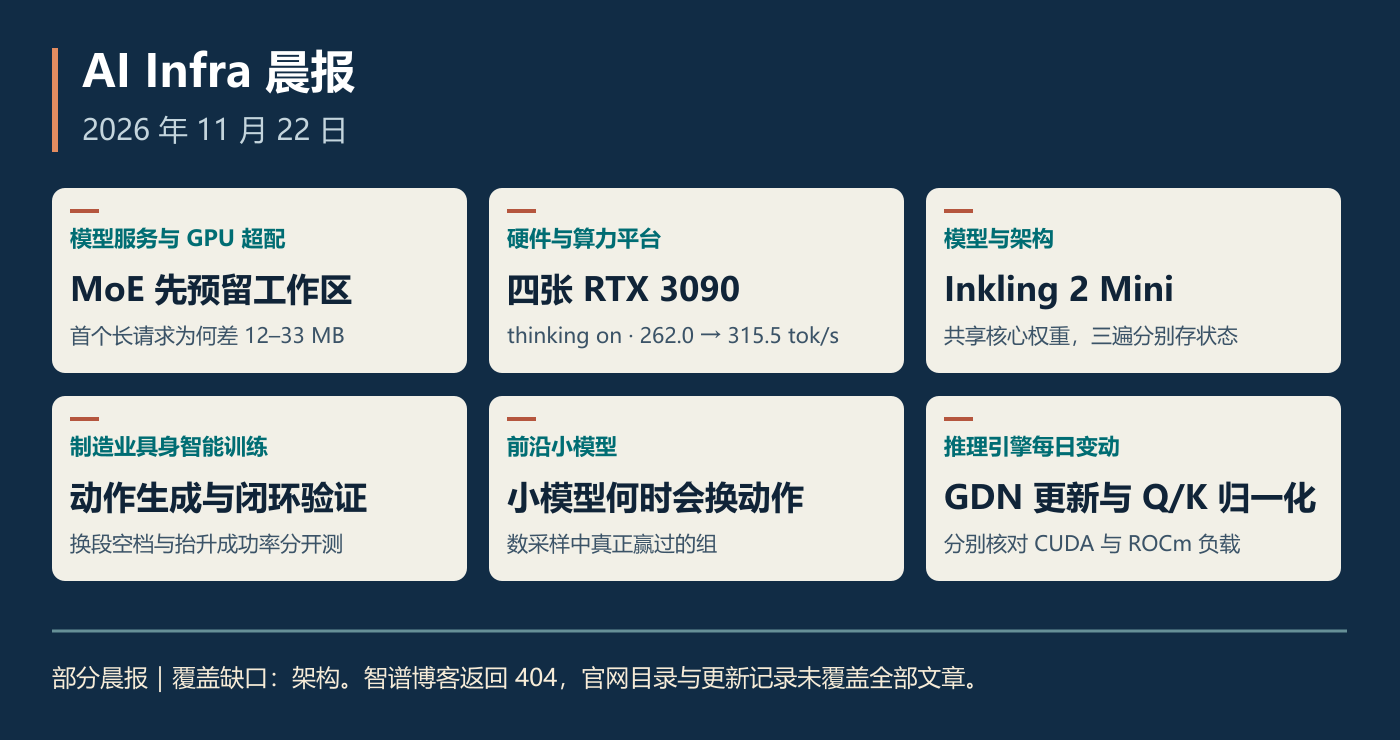 AI Infra 晨报
2026 年 11 月 22 日
模型服务与 GPU 超配
MoE 先预留工作区
首个长请求为何差 12–33 MB
硬件与算力平台
四张 RTX 3090
thinking on · 262.0 → 315.5 tok/s
模型与架构
Inkling 2 Mini
共享核心权重，三遍分别存状态
制造业具身智能训练
动作生成与闭环验证
换段空档与抬升成功率分开测
前沿小模型
小模型何时会换动作
数采样中真正赢过的组
推理引擎每日变动
GDN 更新与 Q/K 归一化
分别核对 CUDA 与 ROCm 负载
部分晨报｜覆盖缺口：架构。智谱博客返回 404，官网目录与更新记录未覆盖全部文章。